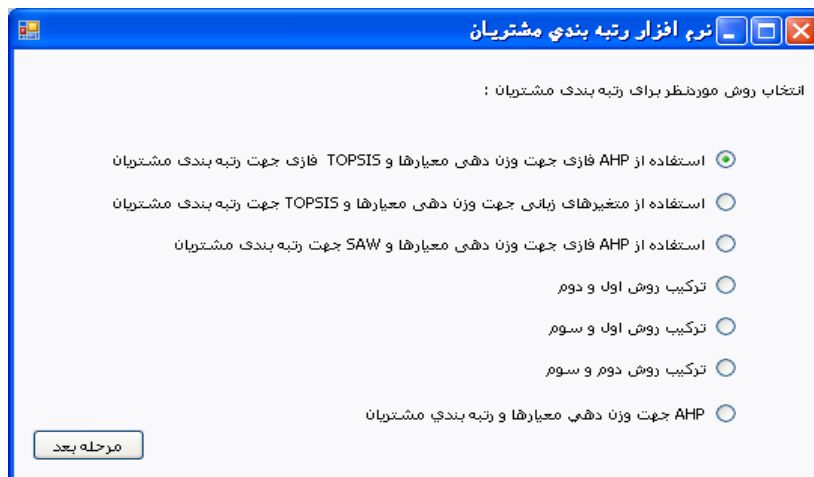 نرم افزار رتبه بندي مشتريان
انتخاب روش موردنظر برای رتبه بندی مشتریان :
استفاده از AHP فازی جهت وزن دهی معیارها و TOPSIS فازی جهت رتبه بندی مشتریان
استفاده از متغیرهای زبانی جهت وزن دهی معیارها و TOPSIS جهت رتبه بندی مشتریان
استفاده از AHP فازی جهت وزن دهی معیارها و SAW جهت رتبه بندی مشتریان
ترکیب روش اول و دوم
ترکیب روش اول و سوم
ترکیب روش دوم و سوم
AHP جهت وزن دهي معيارها و رتبه بندي مشتريان
مرحله بعد